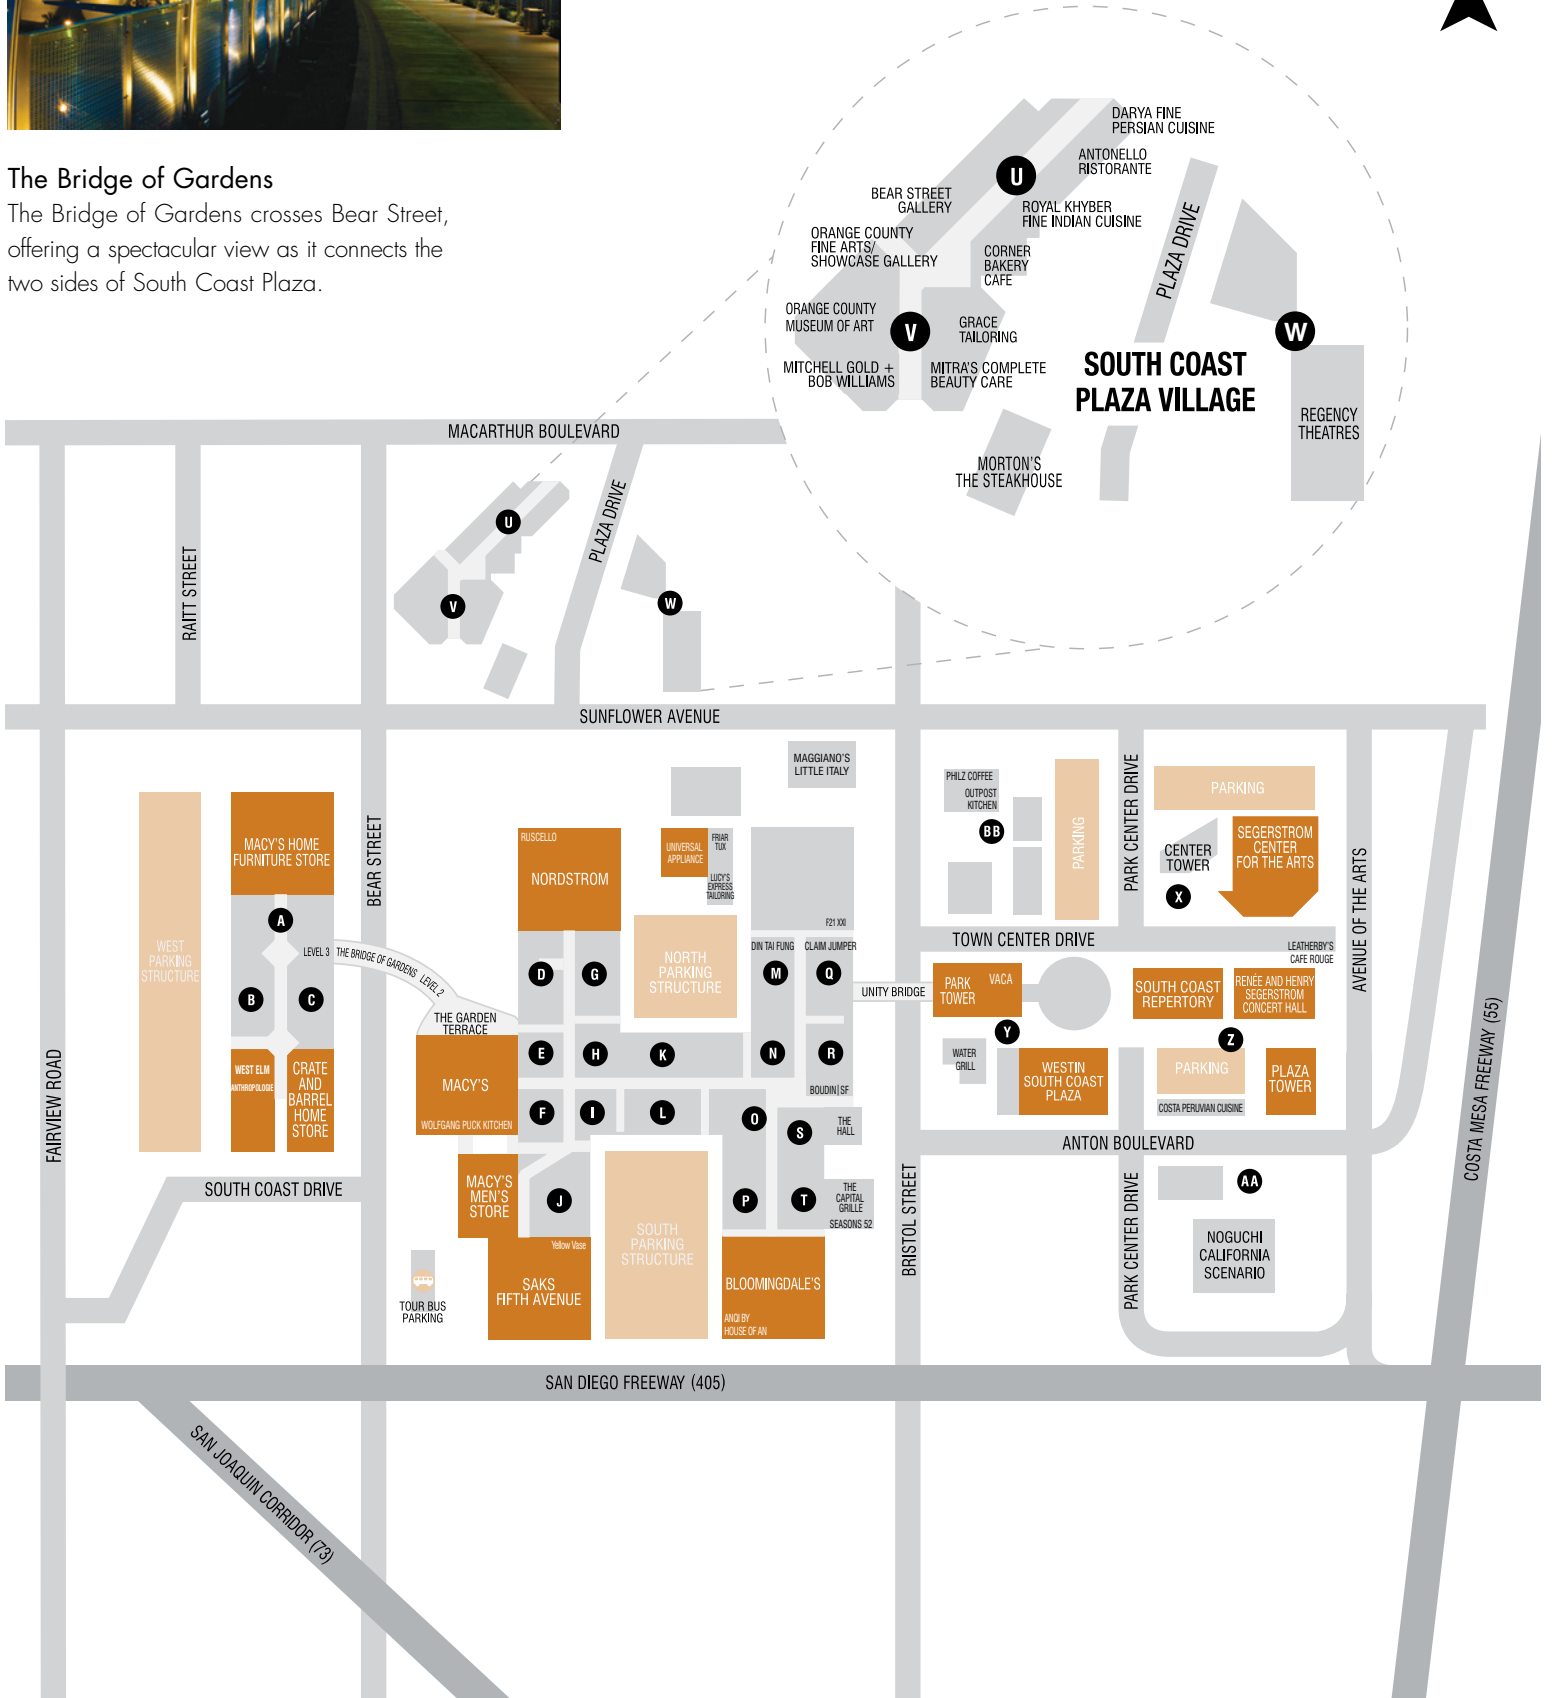 The Bridge of Gardens
The Bridge of Gardens crosses Bear Street,
offering a spectacular view as it connects the
two sides of South Coast Plaza.
DARYA FINE
PERSIAN CUISINE
ANTONELLO
RISTORANTE
U
BEAR STREET
GALLERY
ROYAL KHYBER
FINE INDIAN CUISINE
ORANGE COUNTY
FINE ARTS/
SHOWCASE GALLERY
CORNER
BAKERY
CAFE
PLAZA DRIVE
ORANGE COUNTY
MUSEUM OF ART
V
GRACE
TAILORING
W
MITCHELL GOLD +
BOB WILLIAMS
MITRA'S COMPLETE
BEAUTY CARE
SOUTH COAST
PLAZA VILLAGE
REGENCY
THEATRES
MORTON'S
THE STEAKHOUSE
MACARTHUR BOULEVARD
U
PLAZA DRIVE
RAITT STREET
V
W
SUNFLOWER AVENUE
MAGGIANO'S
LITTLE ITALY
PHILZ COFFEE
OUTPOST
KITCHEN
BB
PARKING
PARK CENTER DRIVE
PARKING
CENTER
TOWER
SEGERSTROM
CENTER
FOR THE ARTS
X
AVENUE OF THE ARTS
MACY'S HOME
FURNITURE STORE
BEAR STREET
RUSCELLO
NORDSTROM
UNIVERSAL
APPLIANCE
FRIAR
TUX
LUCY'S
EXPRESS
TAILORING
F21 XXI
A
WEST
PARKING
STRUCTURE
LEVEL 3
THE BRIDGE OF GARDENS
LEVEL 2
B
C
THE GARDEN
TERRACE
D
G
NORTH
PARKING
STRUCTURE
DIN TAI FUNG
CLAIM JUMPER
M
Q
UNITY BRIDGE
TOWN CENTER DRIVE
LEATHERBY'S
CAFE ROUGE
PARK
TOWER
VACA
SOUTH COAST
REPERTORY
RENÉE AND HENRY
SEGERSTROM
CONCERT HALL
Y
Z
WATER
GRILL
WESTIN
SOUTH COAST
PLAZA
PARKING
PLAZA
TOWER
COSTA PERUVIAN CUISINE
E
H
K
N
R
BOUDIN|SF
MACY'S
WOLFGANG PUCK KITCHEN
WEST ELM
ANTHROPOLOGIE
CRATE
AND
BARREL
HOME
STORE
FAIRVIEW ROAD
F
I
L
O
S
THE
HALL
ANTON BOULEVARD
COSTA MESA FREEWAY (55)
SOUTH COAST DRIVE
MACY'S
MEN'S
STORE
J
P
T
THE
CAPITAL
GRILLE
SEASONS 52
BRISTOL STREET
AA
PARK CENTER DRIVE
NOGUCHI
CALIFORNIA
SCENARIO
Yellow Vase
SAKS
FIFTH AVENUE
SOUTH
PARKING
STRUCTURE
BLOOMINGDALE'S
ANQI BY
HOUSE OF AN
TOUR BUS
PARKING
SAN DIEGO FREEWAY (405)
SAN JOAQUIN CORRIDOR (73)